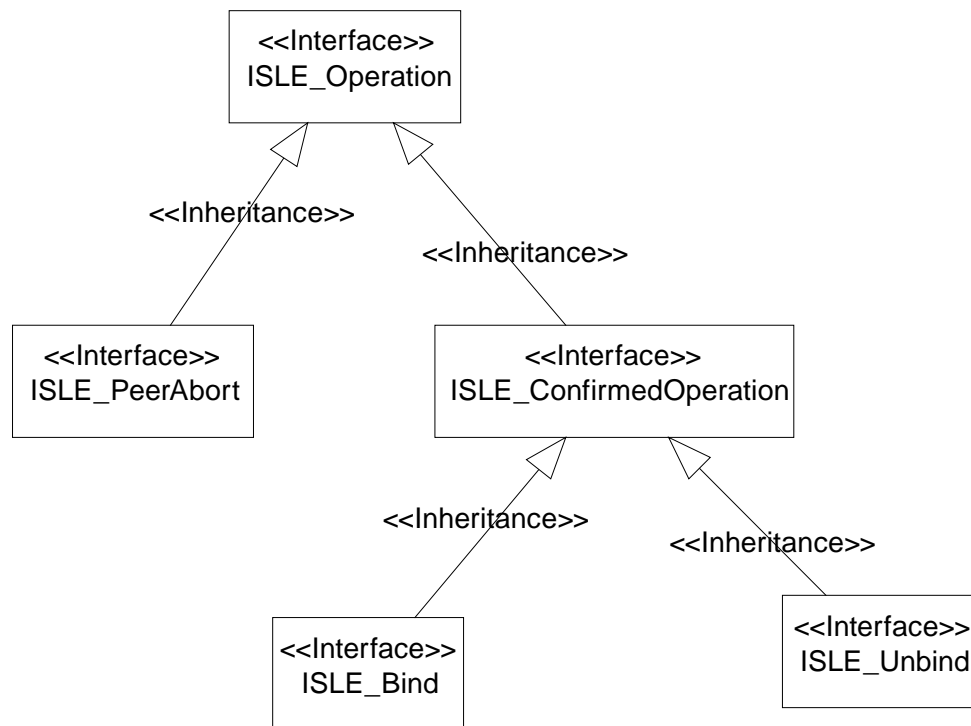 <<Interface>>
ISLE_Operation
<<Inheritance>>
<<Inheritance>>
<<Interface>>
ISLE_PeerAbort
<<Interface>>
ISLE_ConfirmedOperation
<<Inheritance>>
<<Inheritance>>
<<Interface>>
ISLE_Bind
<<Interface>>
ISLE_Unbind